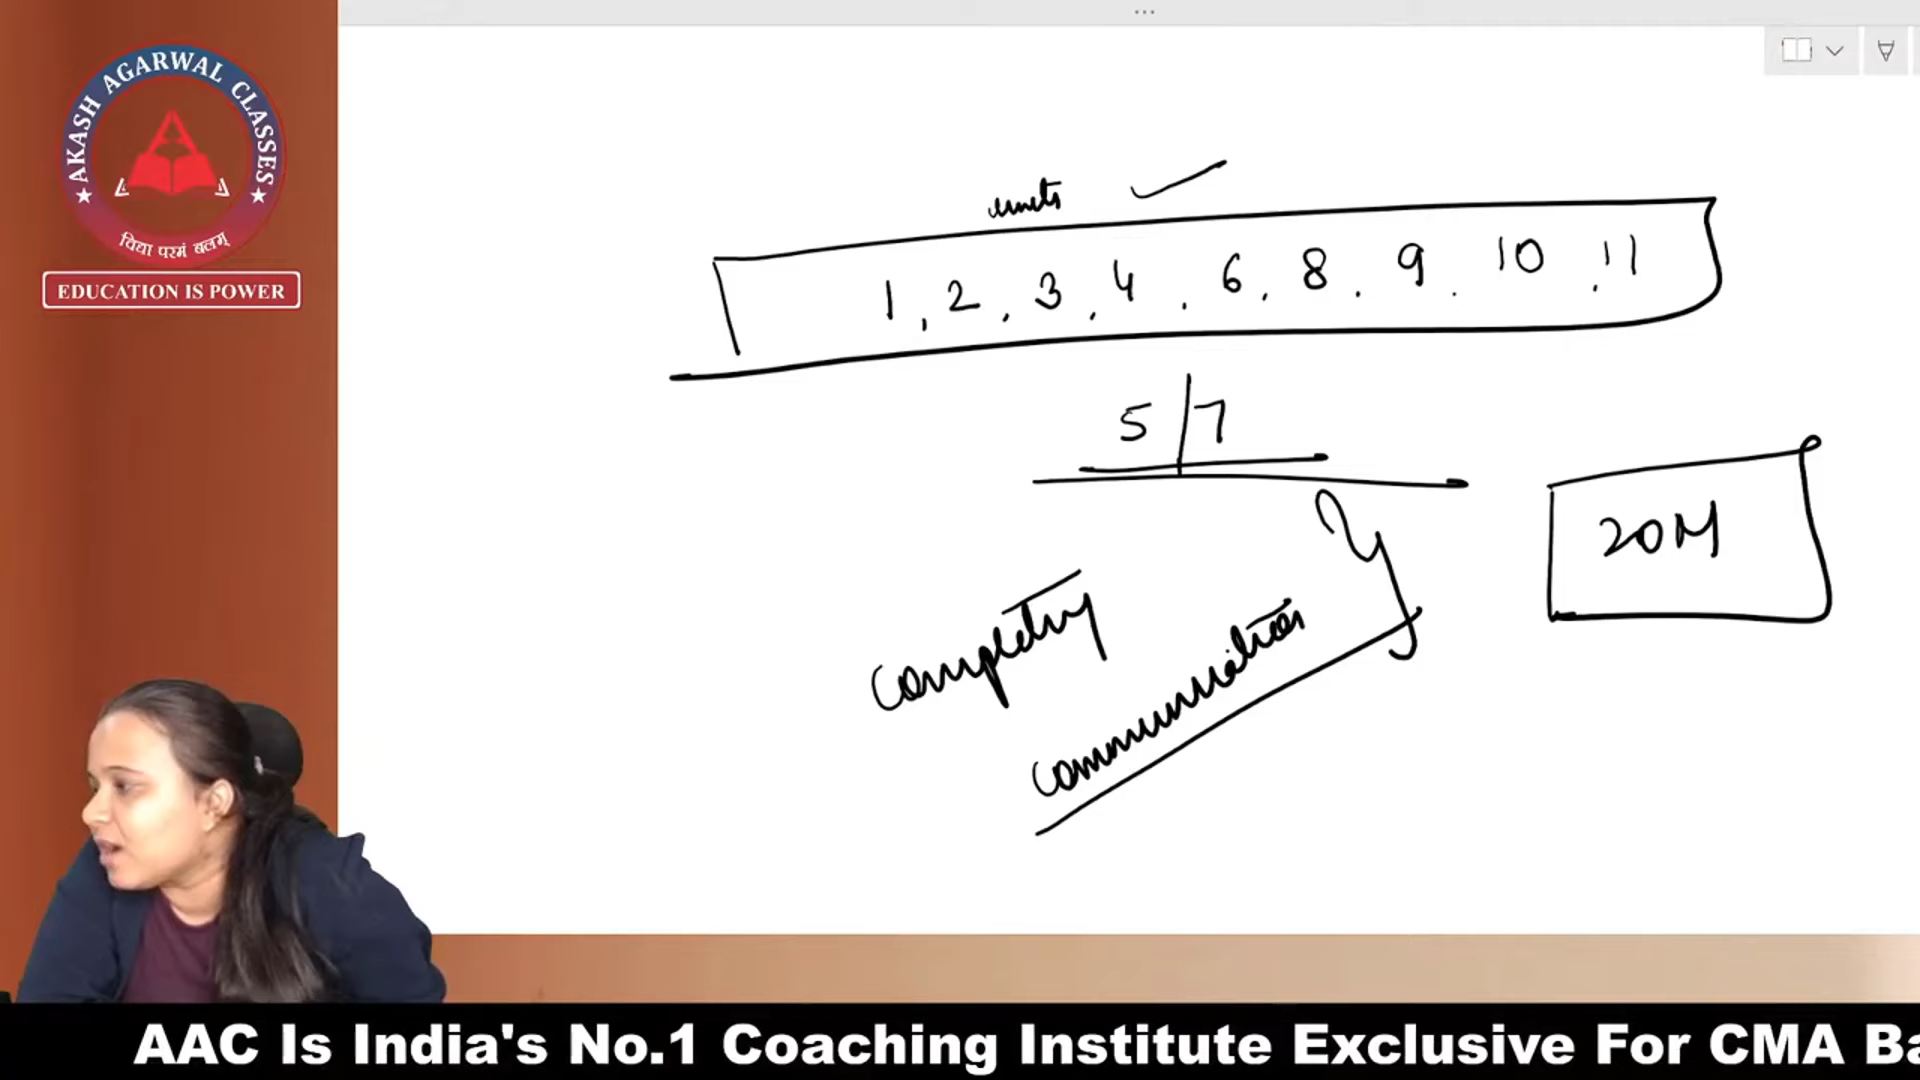 AKASH AGARWAL CLASSES
विद्या परमं बलम्
EDUCATION IS POWER
units
1, 2, 3, 4, 6, 8, 9, 10, 11
5/7
20M
communication
AAC Is India's No.1 Coaching Institute Exclusive For CMA Ba